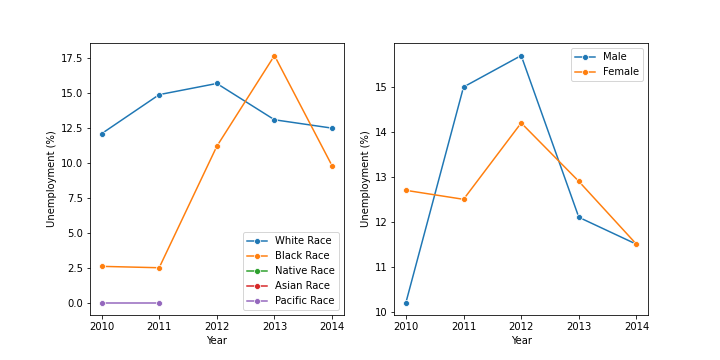 17.5
15.0
12.5
10.0
7.5
5.0
2.5
0.0
Unemployment (%)
2010 2011 2012 2013 2014
Year
White Race
Black Race
Native Race
Asian Race
Pacific Race
15
14
13
12
11
10
Unemployment (%)
2010 2011 2012 2013 2014
Year
Male
Female